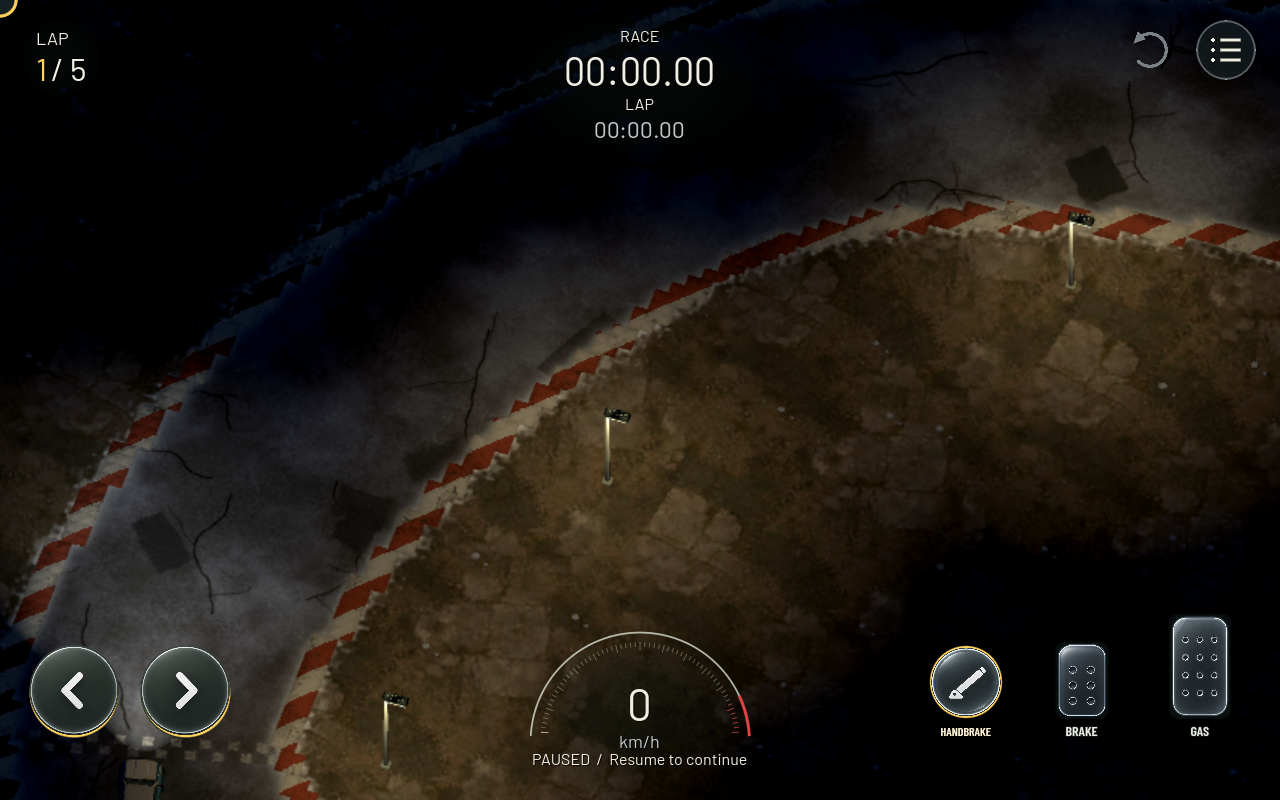 LAP
1/ 5
RACE
00:00.00
LAP
00:00.00
0
km/h
PAUSED / Resume to continue
HANDBRAKE
BRAKE
GAS